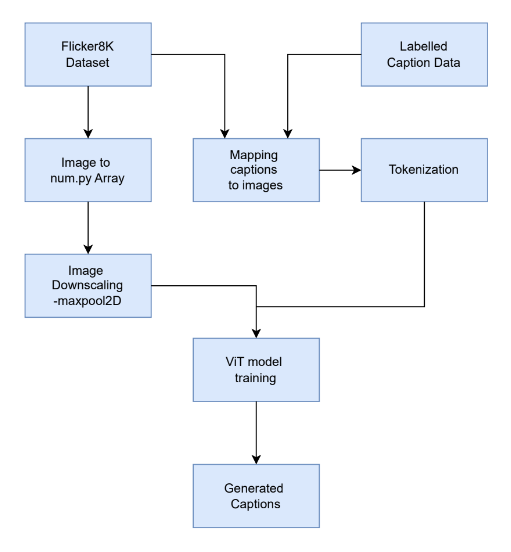 Flicker8K
Dataset
Labelled
Caption Data
Image to
num.py Array
Mapping
captions
to images
Tokenization
Image
Downscaling
-maxpool2D
ViT model
training
Generated
Captions